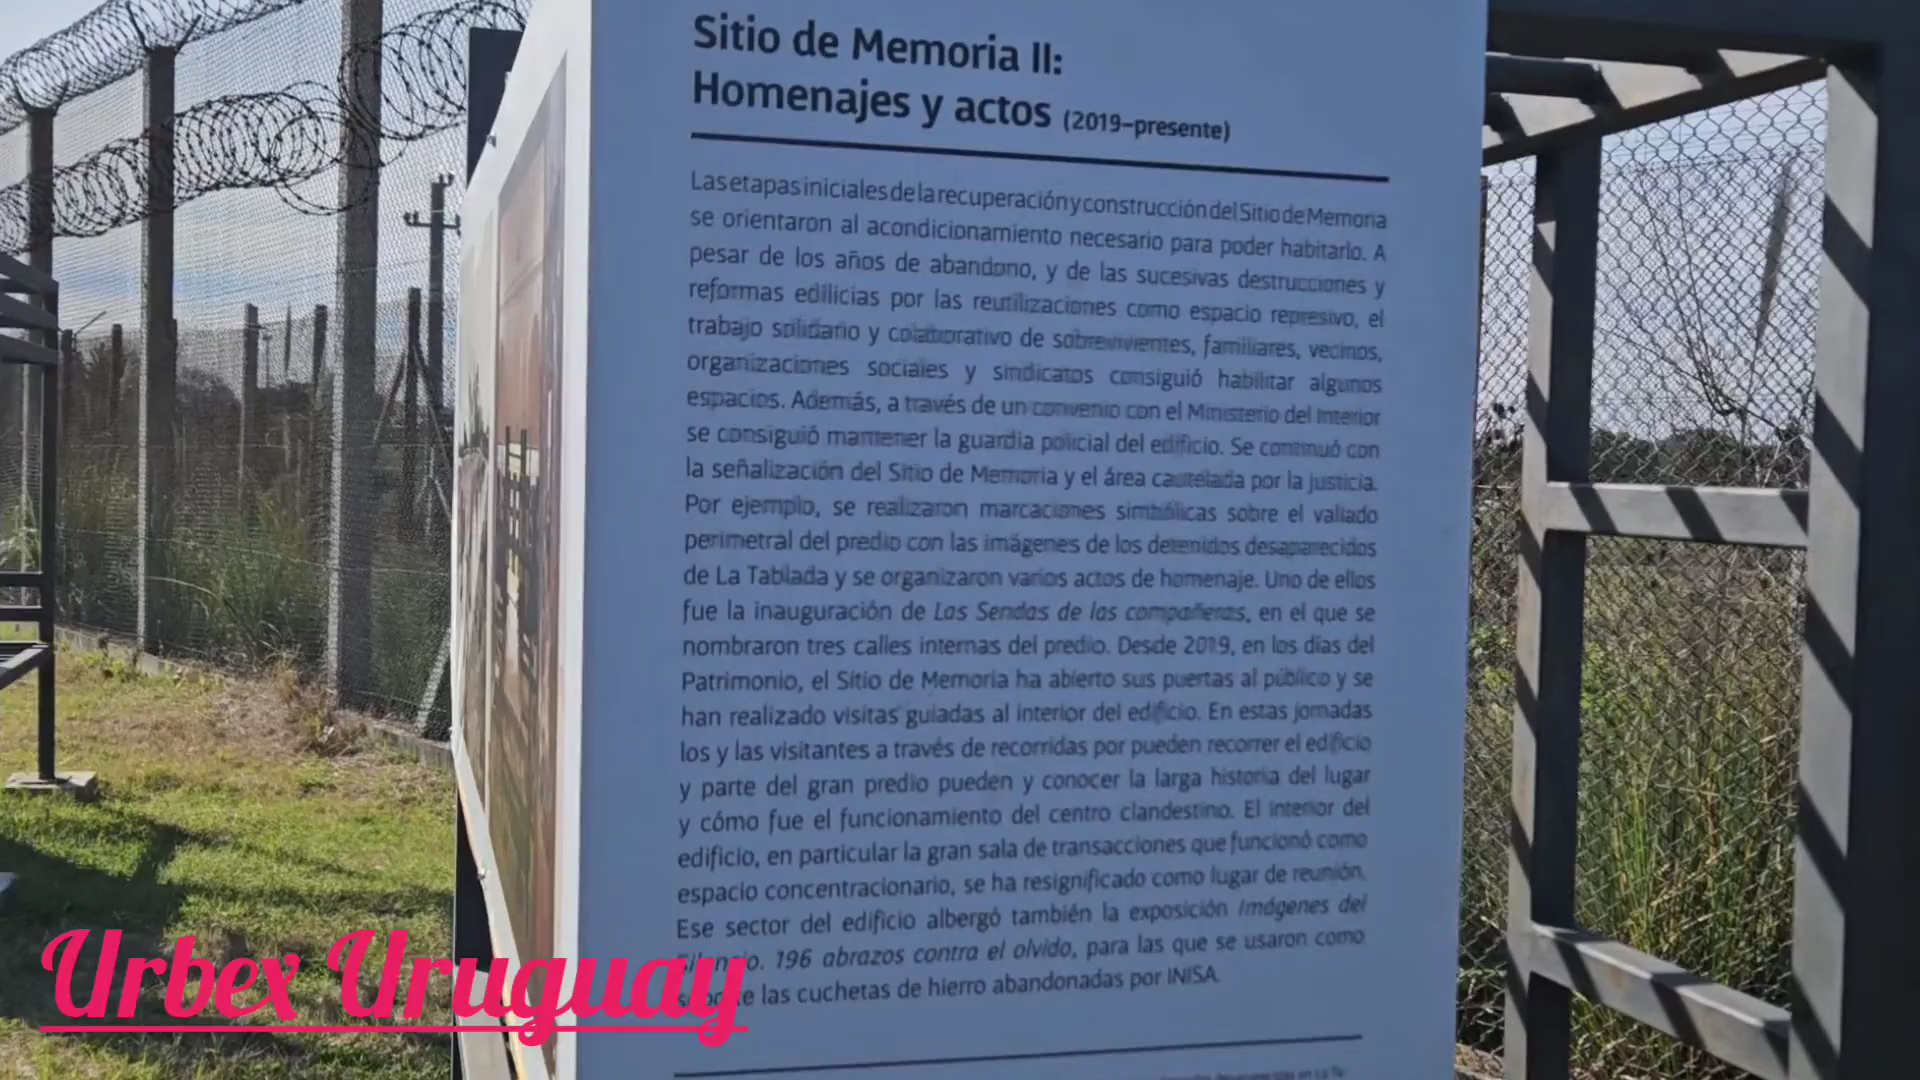 Sitio de Memoria II:
Homenajes y actos (2019–presente)
Las etapas iniciales de la recuperación y construcción del Sitio de Memoria
se orientaron al acondicionamiento necesario para poder habitarlo. A
pesar de los años de abandono, y de las sucesivas destrucciones y
reformas edilicias por las reutilizaciones como espacio represivo, el
trabajo solidario y colaborativo de sobrevivientes, familiares, vecinos,
organizaciones sociales y sindicatos consiguió habilitar algunos
espacios. Además, a través de un convenio con el Ministerio del Interior
se consiguió mantener la guardia policial del edificio. Se continuó con
la señalización del Sitio de Memoria y el área cautelada por la justicia.
Por ejemplo, se realizaron marcaciones simbólicas sobre el vallado
perimetral del predio con las imágenes de los detenidos desaparecidos
de La Tablada y se organizaron varios actos de homenaje. Uno de ellos
fue la inauguración de Las Sendas de las compañeras, en el que se
nombraron tres calles internas del predio. Desde 2019, en los días del
Patrimonio, el Sitio de Memoria ha abierto sus puertas al público y se
han realizado visitas guiadas al interior del edificio. En estas jornadas
los y las visitantes a través de recorridas por pueden recorrer el edificio
y parte del gran predio pueden y conocer la larga historia del lugar
y cómo fue el funcionamiento del centro clandestino. El interior del
edificio, en particular la gran sala de transacciones que funcionó como
espacio concentracionario, se ha resignificado como lugar de reunión.
Ese sector del edificio albergó también la exposición Imágenes del
Silencio. 196 abrazos contra el olvido, para las que se usaron como
soporte las cuchetas de hierro abandonadas por INISA.
Urbex Uruguay